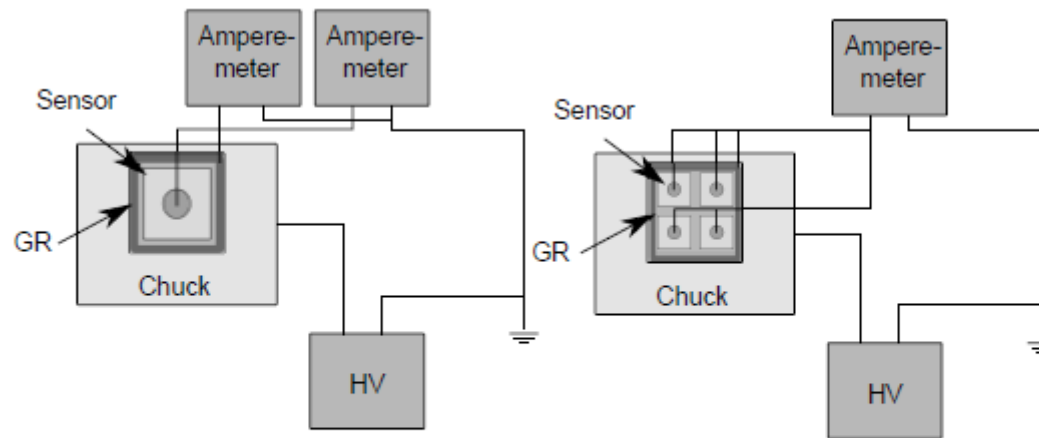 Ampere-
meter
Ampere-
meter
Sensor
GR
Chuck
HV
Ampere-
meter
Sensor
GR
Chuck
HV